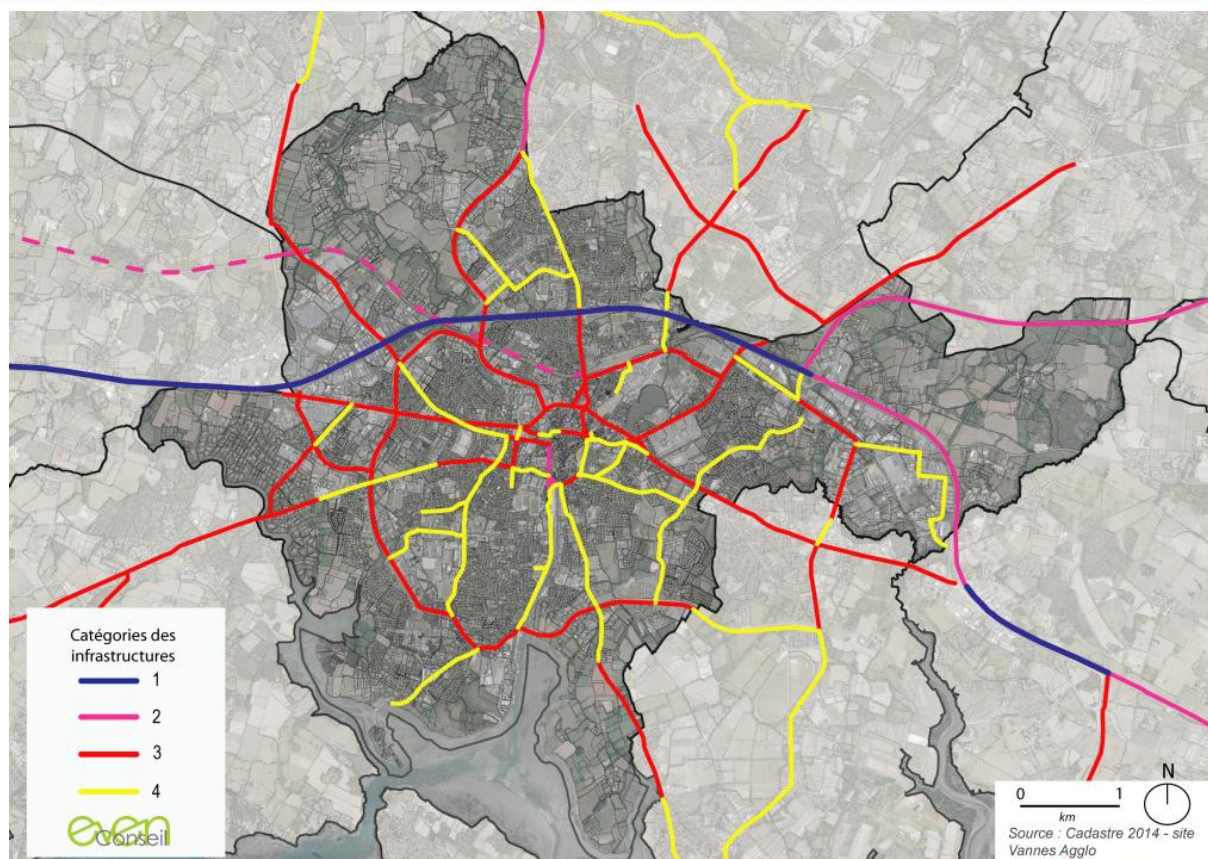 Catégories des
infrastructures
1
2
3
4
even
Conseil
0 1
km
N
Source : Cadastre 2014 - site
Vannes Agglo